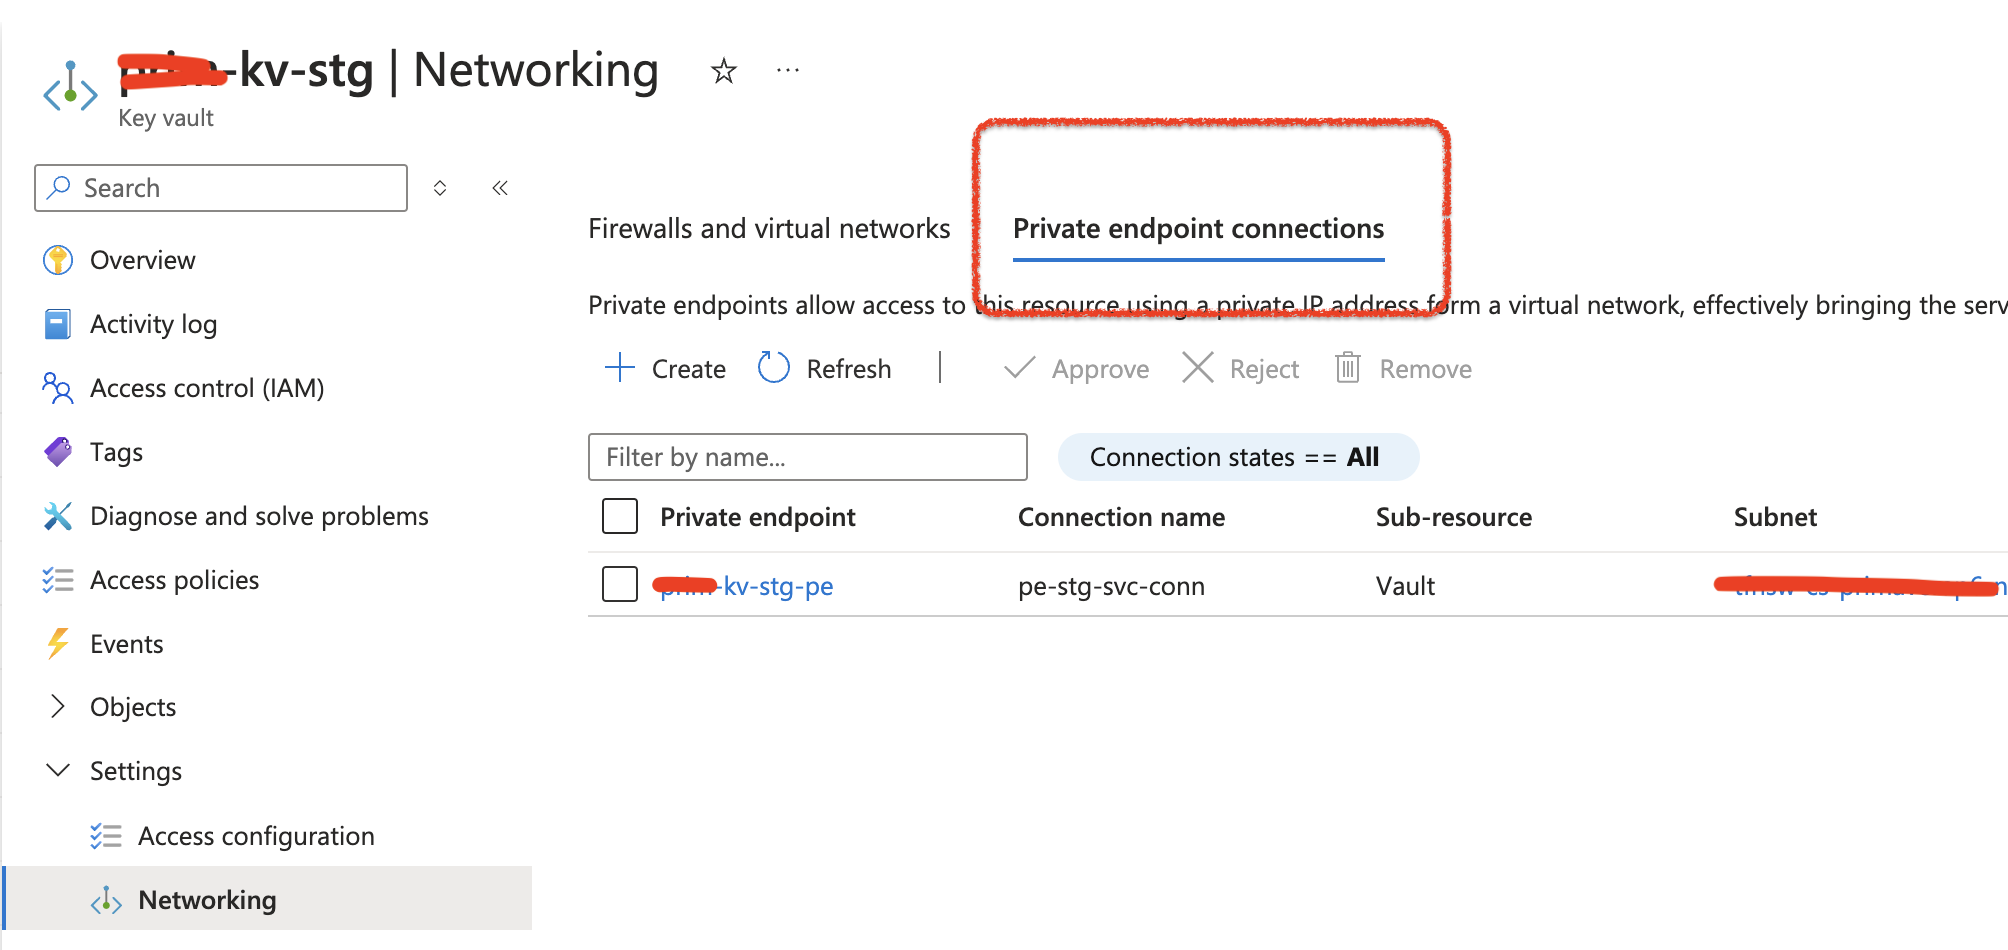 -kv-stg | Networking
Key vault
Search
Overview
Activity log
Access control (IAM)
Tags
Diagnose and solve problems
Access policies
Events
Objects
Settings
Access configuration
Networking
Firewalls and virtual networks
Private endpoint connections
Private endpoints allow access to this resource using a private IP address form a virtual network, effectively bringing the serv
Create Refresh | Approve Reject Remove
Filter by name...
Connection states == All
Private endpoint Connection name Sub-resource Subnet
-kv-stg-pe pe-stg-svc-conn Vault